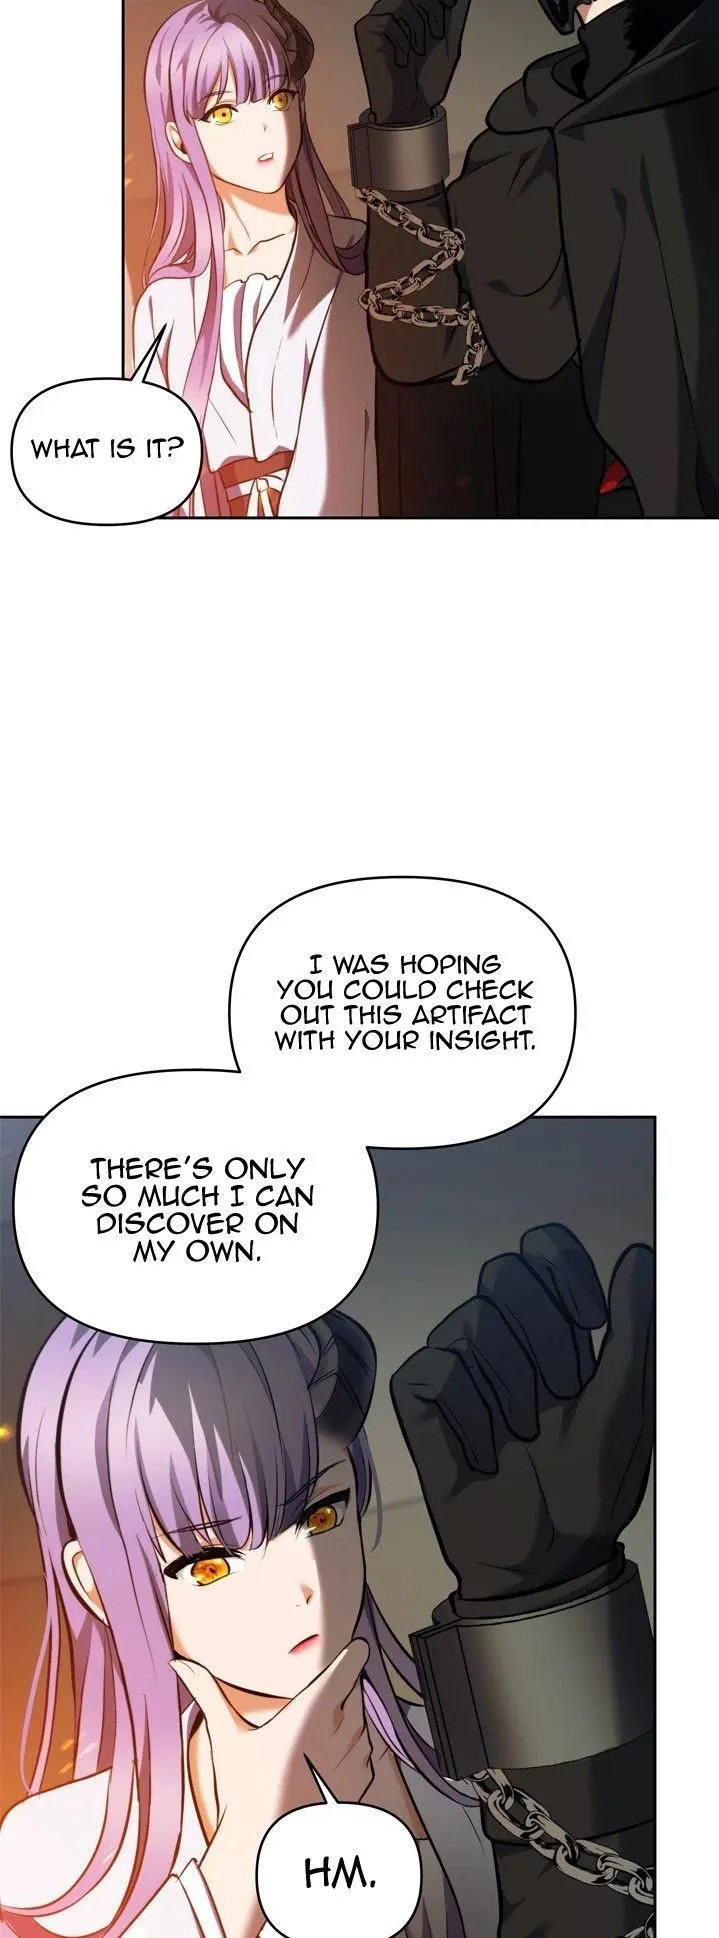 WHAT IS IT?
I WAS HOPING
YOU COULD CHECK
OUT THIS ARTIFACT
WITH YOUR INSIGHT.
THERE'S ONLY
SO MUCH I CAN
DISCOVER ON
MY OWN.
HM.